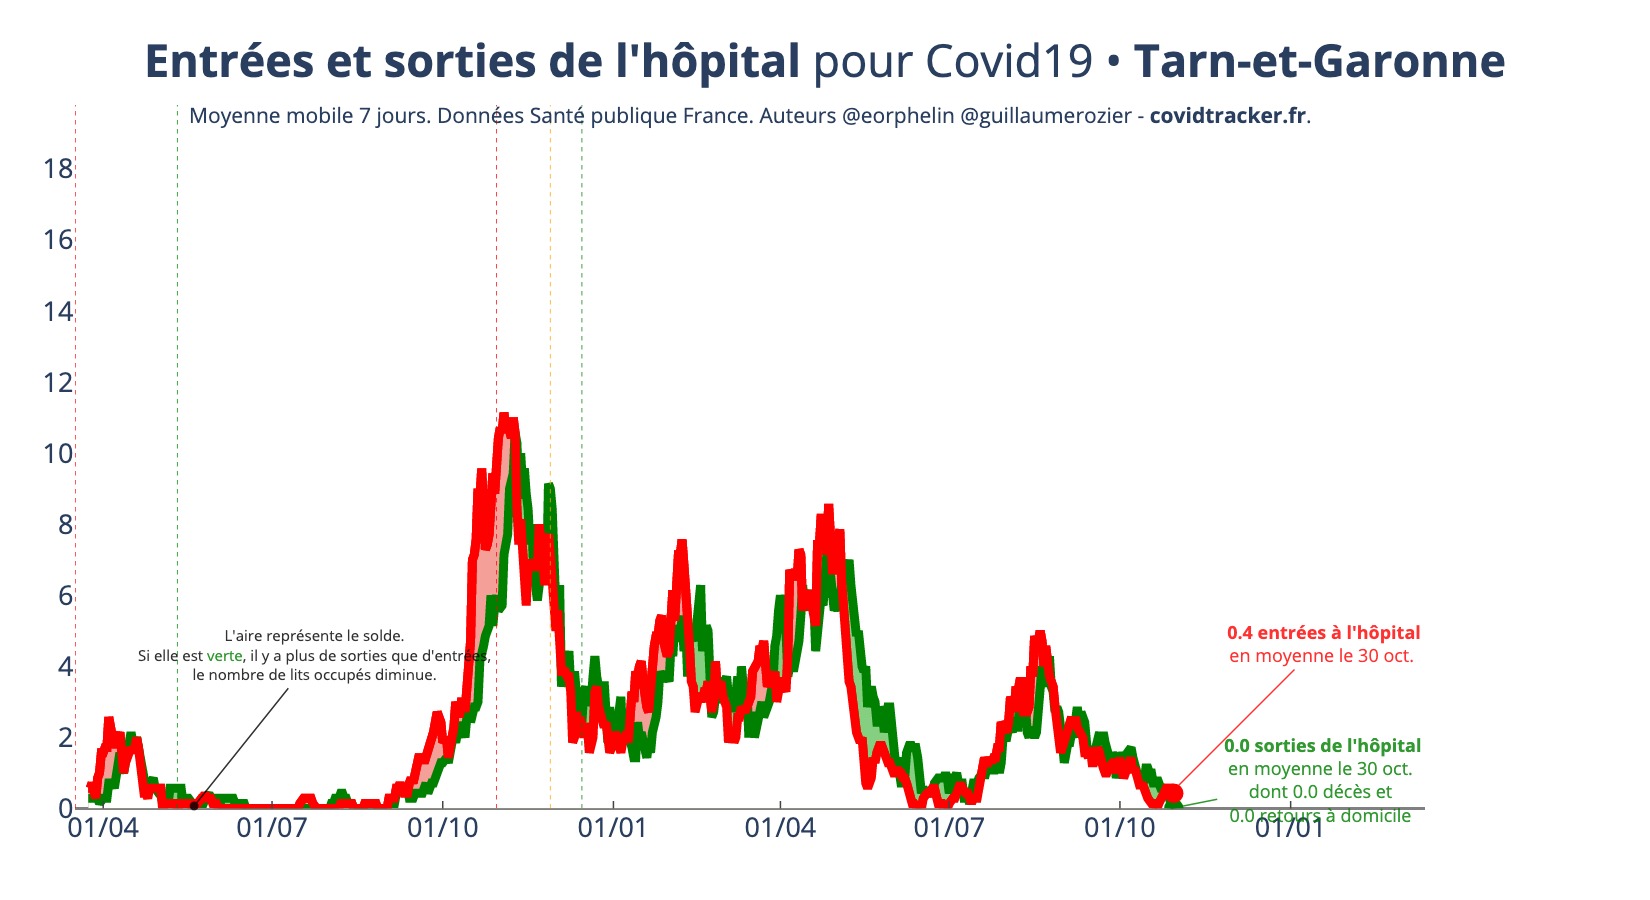 Entrées et sorties de l'hôpital pour Covid19 • Tarn-et-Garonne
Moyenne mobile 7 jours. Données Santé publique France. Auteurs @eorphelin @guillaumerozier - covidtracker.fr.
18
16
14
12
10
8
6
4
2
0
L'aire représente le solde.
Si elle est verte, il y a plus de sorties que d'entrées,
le nombre de lits occupés diminue.
0.4 entrées à l'hôpital
en moyenne le 30 oct.
0.0 sorties de l'hôpital
en moyenne le 30 oct.
dont 0.0 décès et
0.0 retours à domicile
01/04
01/07
01/10
01/01
01/04
01/07
01/10
01/01